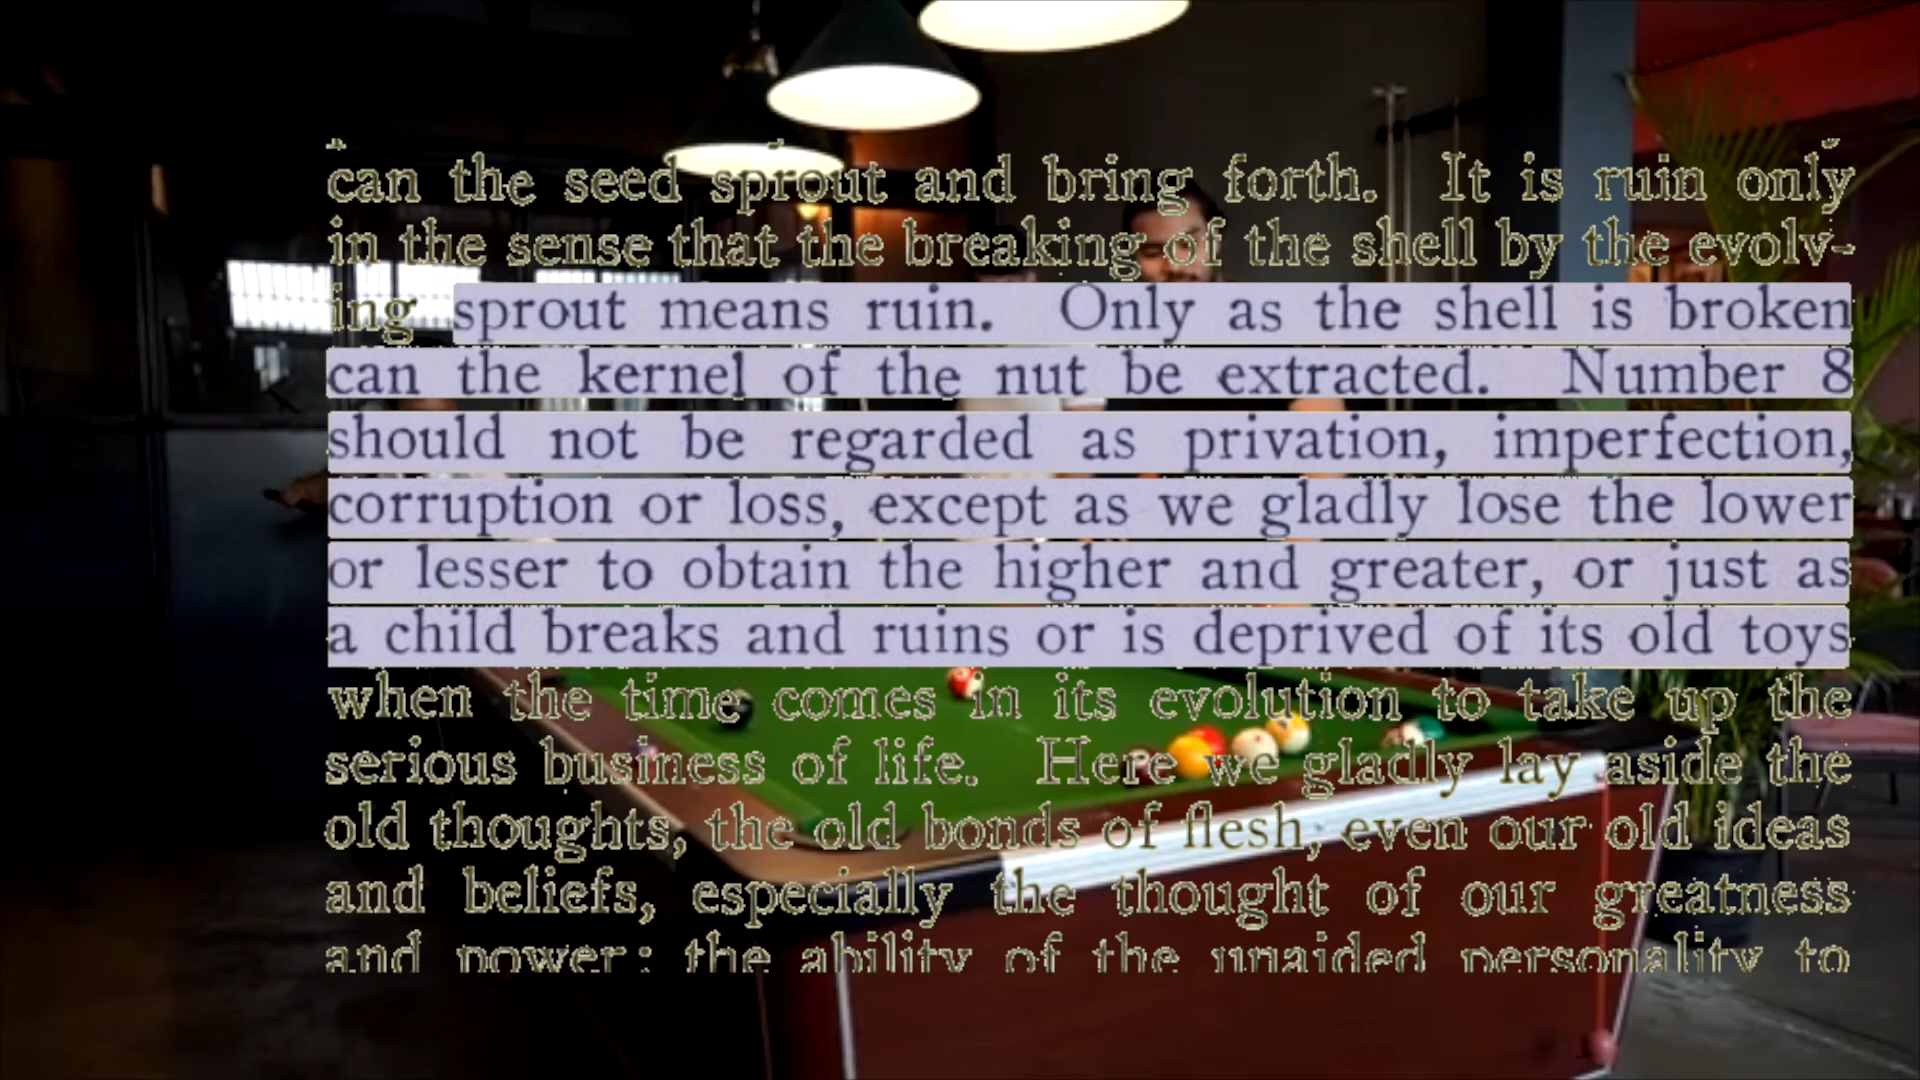 can the seed sprout and bring forth. It is ruin only
in the sense that the breaking of the shell by the evolv-
ing sprout means ruin. Only as the shell is broken
can the kernel of the nut be extracted. Number 8
should not be regarded as privation, imperfection,
corruption or loss, except as we gladly lose the lower
or lesser to obtain the higher and greater, or just as
a child breaks and ruins or is deprived of its old toys
when the time comes in its evolution to take up the
serious business of life. Here we gladly lay aside the
old thoughts, the old bonds of flesh, even our old ideas
and beliefs, especially the thought of our greatness
and power; the ability of the unaided personality to